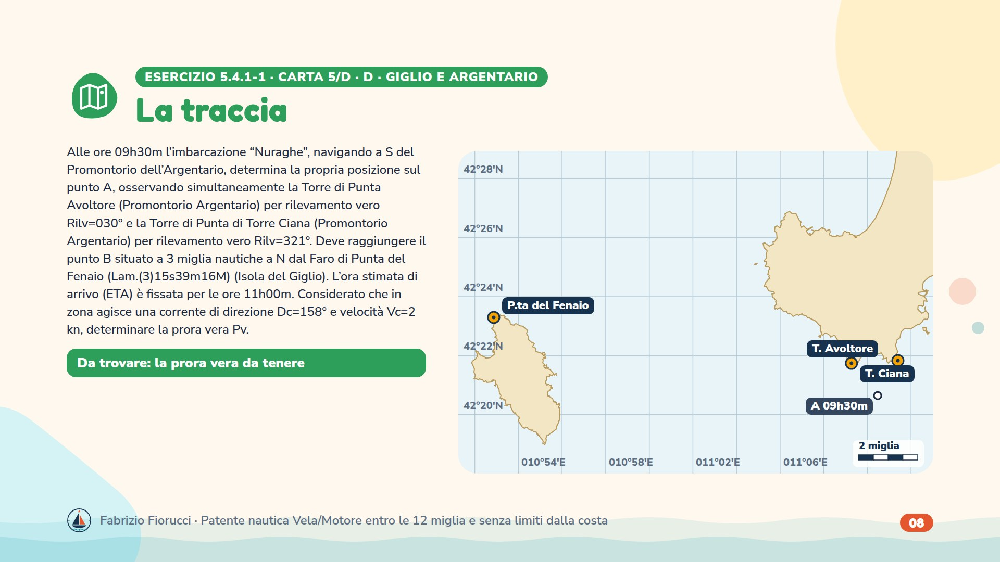 ESERCIZIO 5.4.1-1 · CARTA 5/D · D · GIGLIO E ARGENTARIO
La traccia
Alle ore 09h30m l’imbarcazione “Nuraghe”, navigando a S del
Promontorio dell’Argentario, determina la propria posizione sul
punto A, osservando simultaneamente la Torre di Punta
Avoltore (Promontorio Argentario) per rilevamento vero
Rilv=030° e la Torre di Punta di Torre Ciana (Promontorio
Argentario) per rilevamento vero Rilv=321°. Deve raggiungere il
punto B situato a 3 miglia nautiche a N dal Faro di Punta del
Fenaio (Lam.(3)15s39m16M) (Isola del Giglio). L’ora stimata di
arrivo (ETA) è fissata per le ore 11h00m. Considerato che in
zona agisce una corrente di direzione Dc=158° e velocità Vc=2
kn, determinare la prora vera Pv.
Da trovare: la prora vera da tenere
42°28'N
42°26'N
42°24'N
P.ta del Fenaio
42°22'N
T. Avoltore
T. Ciana
42°20'N
A 09h30m
2 miglia
010°54'E
010°58'E
011°02'E
011°06'E
Fabrizio Fiorucci · Patente nautica Vela/Motore entro le 12 miglia e senza limiti dalla costa
08